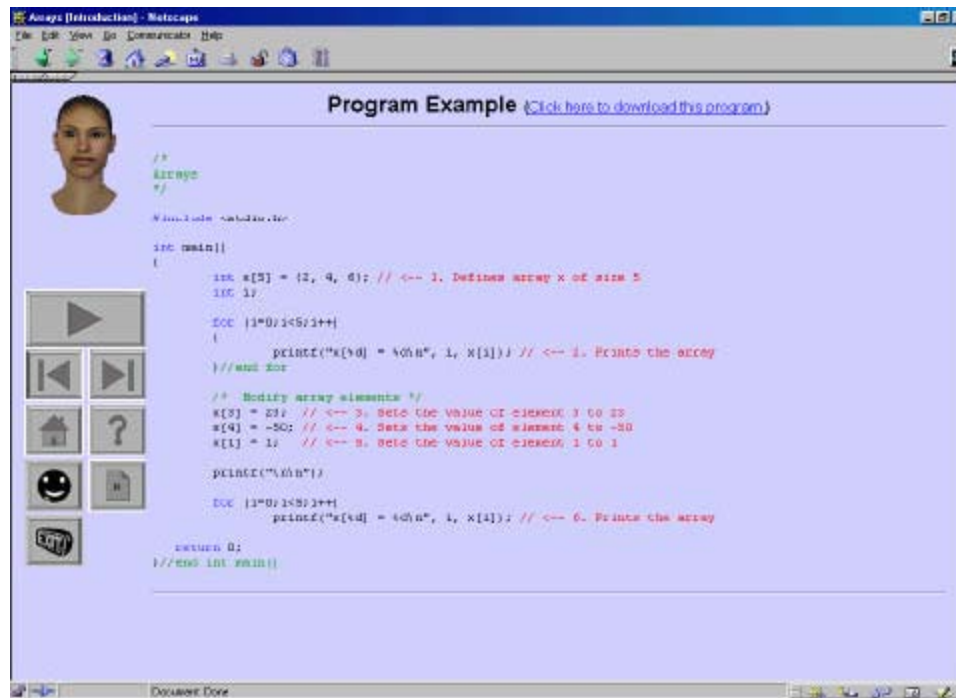 Arrays [Introduction] - Netscape
File Edit View Go Communicator Help
Program Example (Click here to download this program.)
/*
Arrays
*/
#include <stdio.h>
int main()
{
int x[5] = {2, 4, 6}; // <-- 1. Defines array x of size 5
int i;
for (i=0;i<5;i++)
{
printf("x[%d] = %d\n", i, x[i]); // <-- 2. Prints the array
}//end for
/* Modify array elements */
x[3] = 23; // <-- 3. Sets the value of element 3 to 23
x[4] = -50; // <-- 4. Sets the value of element 4 to -50
x[1] = 1; // <-- 5. Sets the value of element 1 to 1
printf("\n\n");
for (i=0;i<5;i++)
printf("x[%d] = %d\n", i, x[i]); // <-- 6. Prints the array
return 0;
}//end int main()
?
EXIT
Document Done